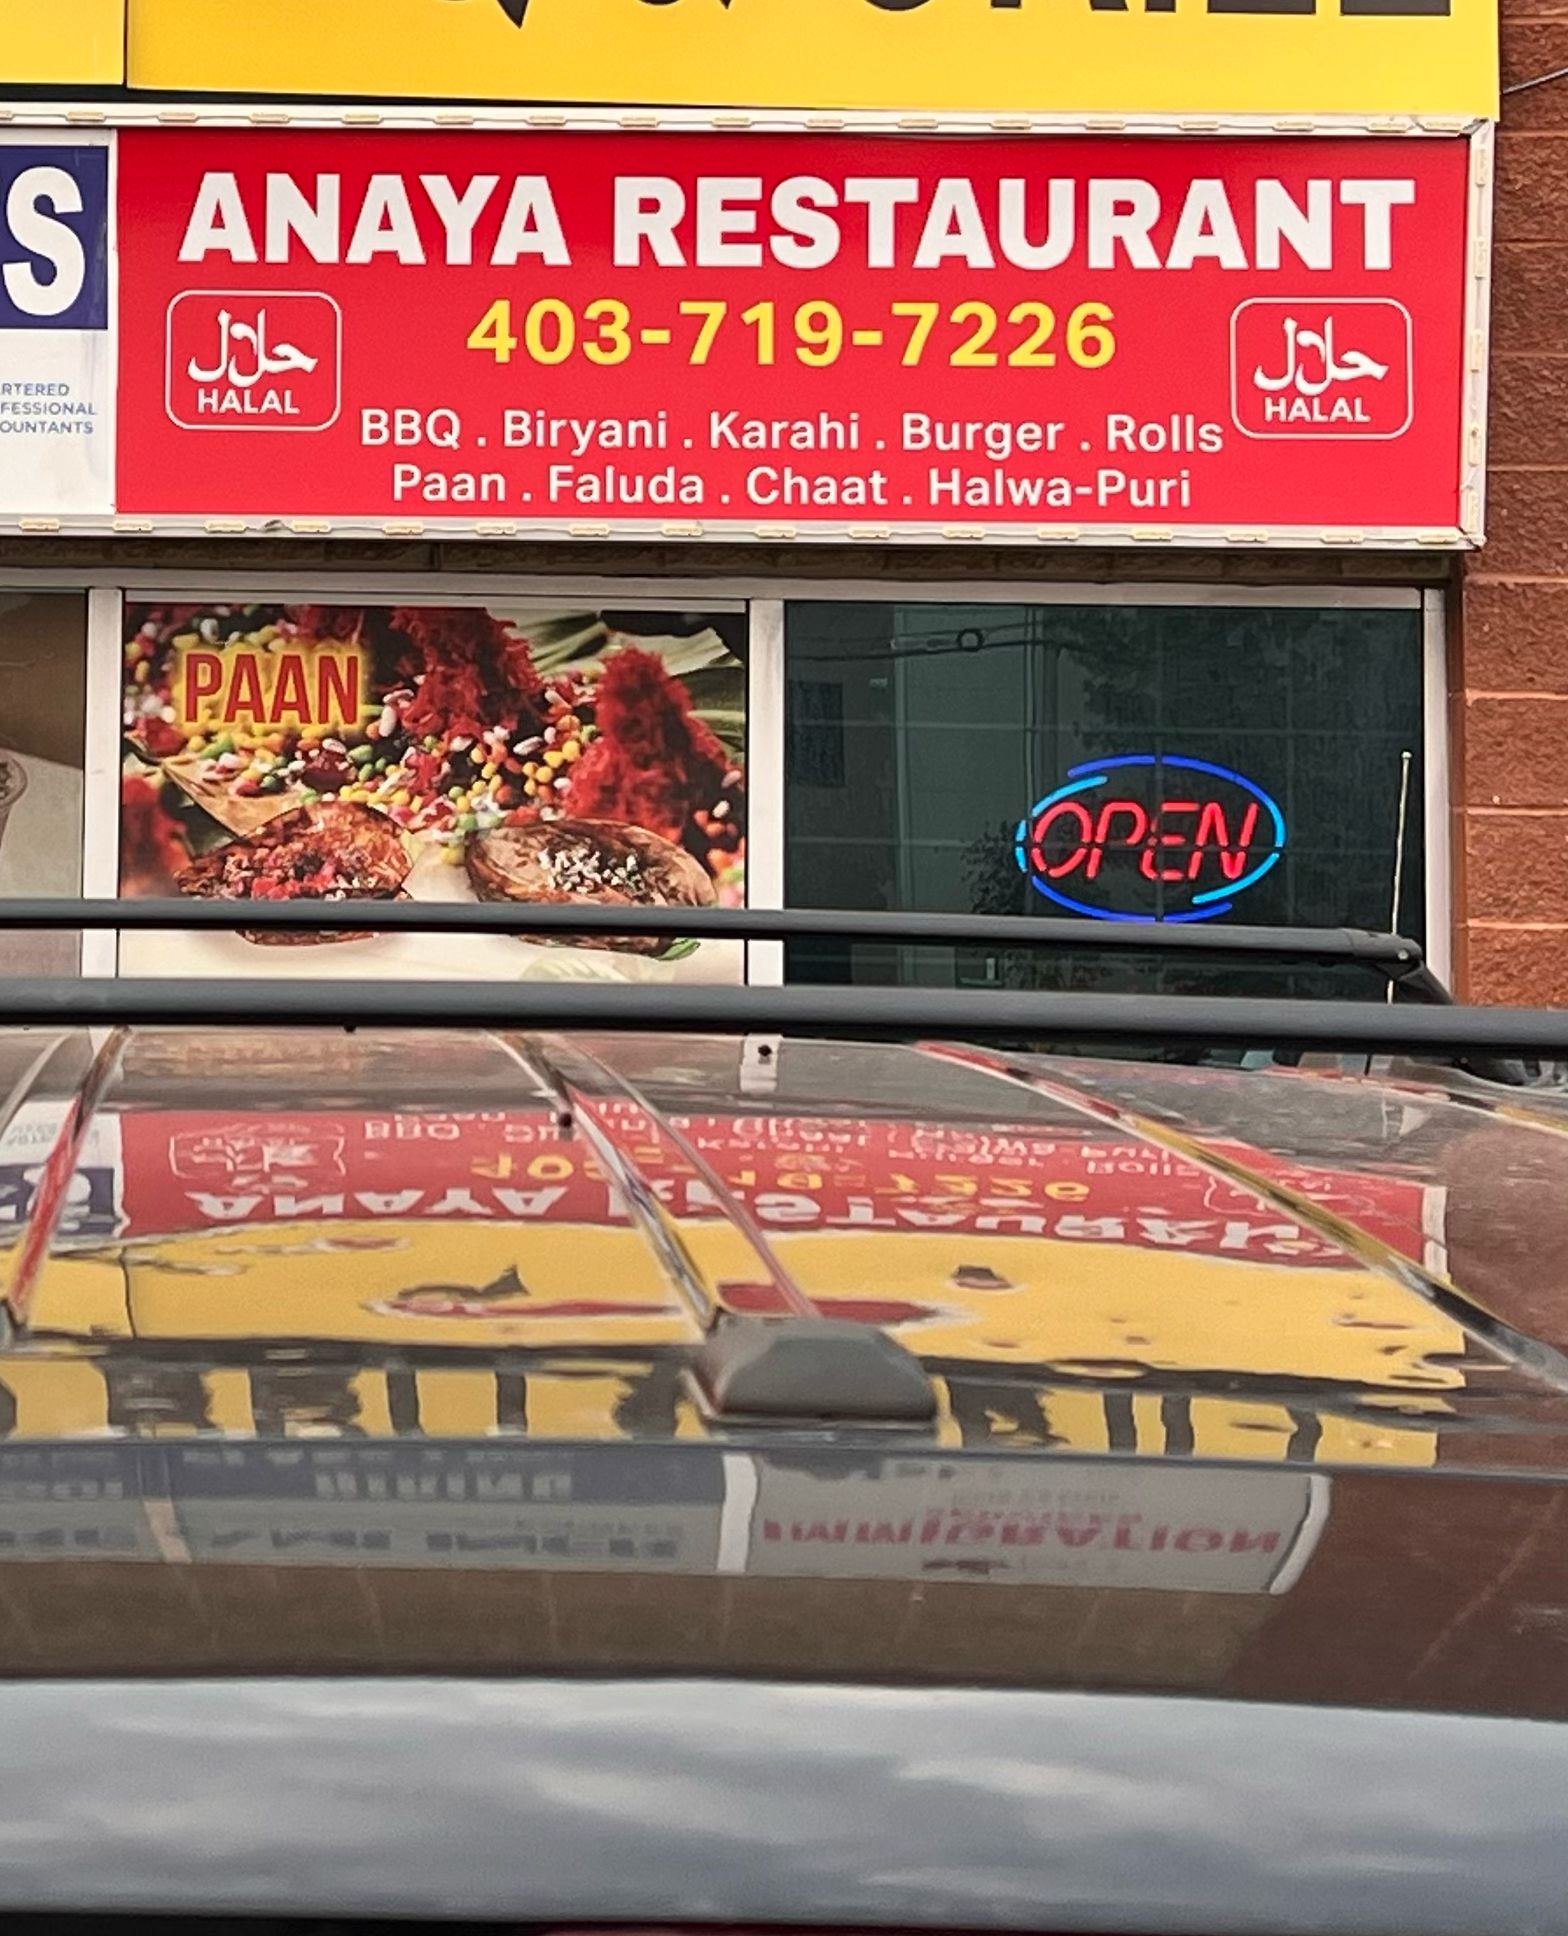 S
ANAYA RESTAURANT
403-719-7226
حلال
HALAL
حلال
HALAL
BBQ . Biryani . Karahi . Burger . Rolls
Paan . Faluda . Chaat . Halwa-Puri
PAAN
OPEN
IMMIGRATION